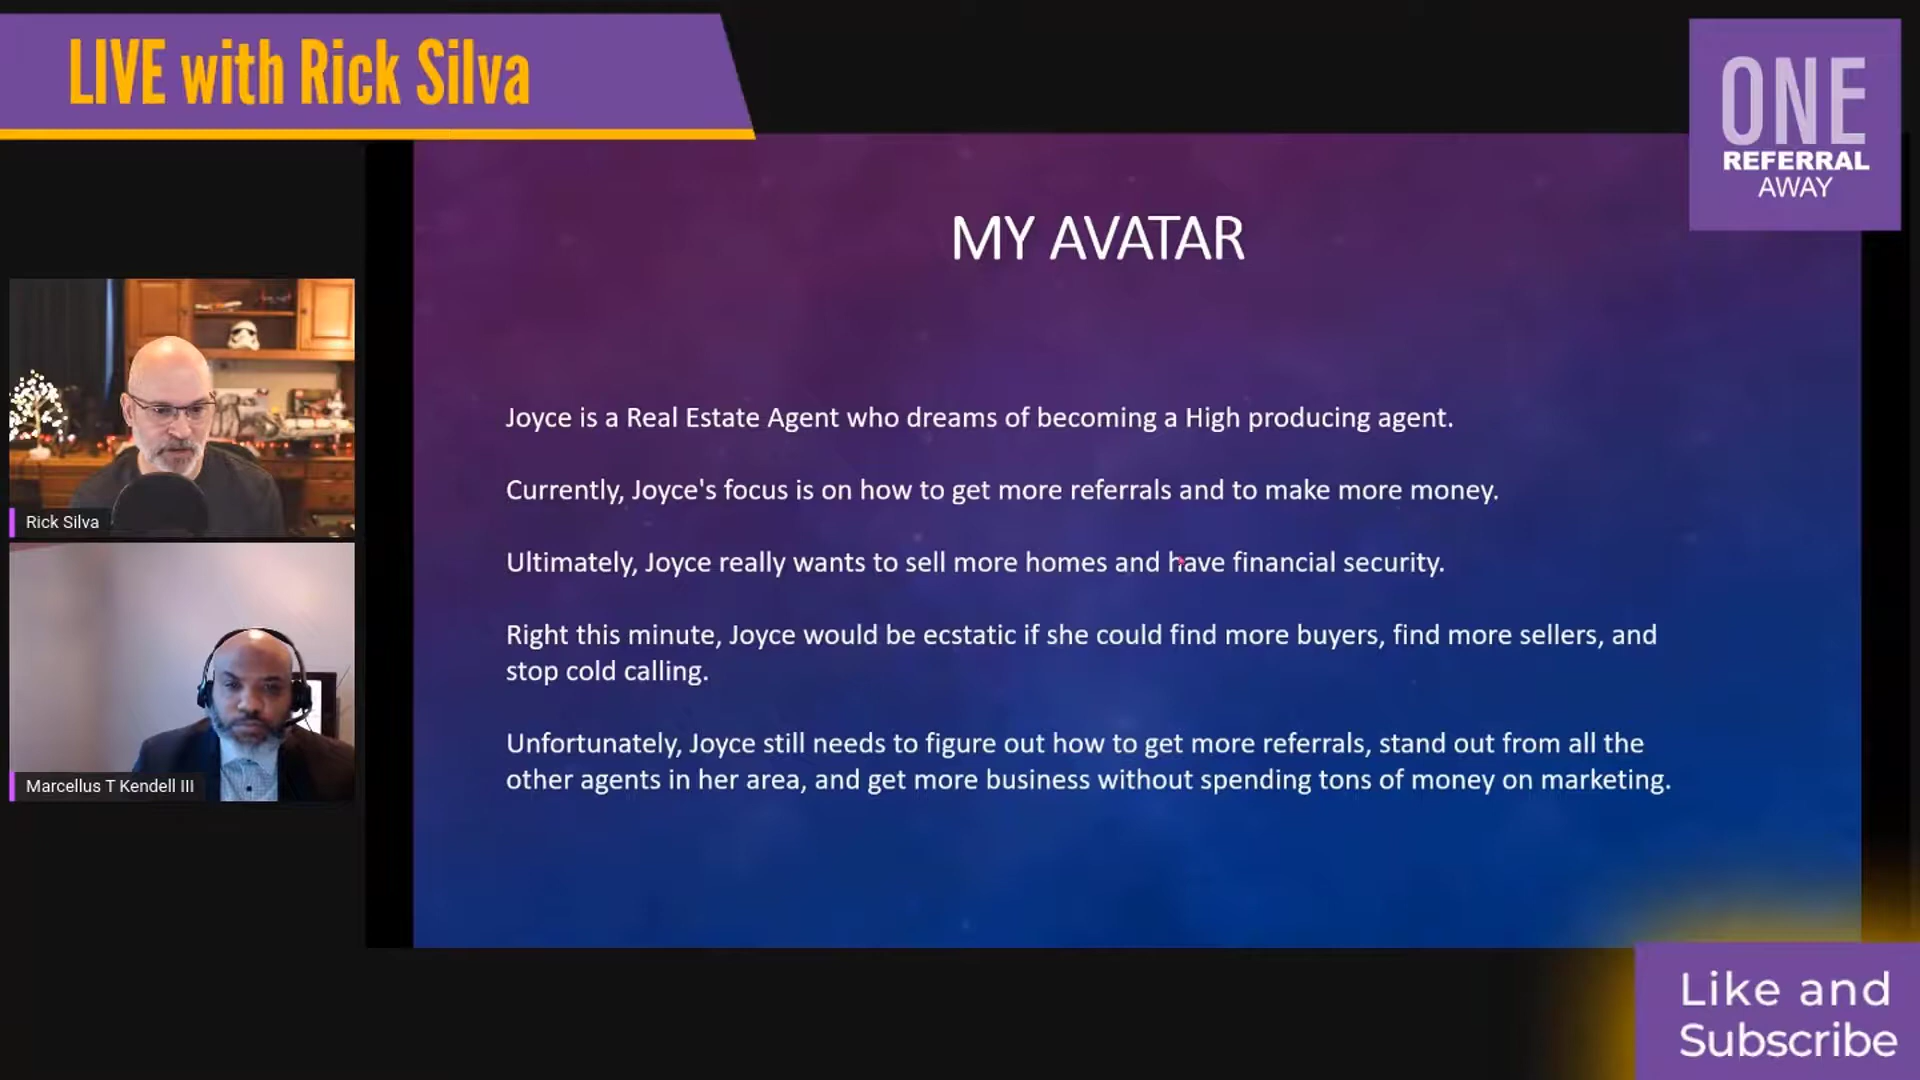 LIVE with Rick Silva
ONE
REFERRAL
AWAY
MY AVATAR
Joyce is a Real Estate Agent who dreams of becoming a High producing agent.
Currently, Joyce's focus is on how to get more referrals and to make more money.
Ultimately, Joyce really wants to sell more homes and have financial security.
Right this minute, Joyce would be ecstatic if she could find more buyers, find more sellers, and
stop cold calling.
Unfortunately, Joyce still needs to figure out how to get more referrals, stand out from all the
other agents in her area, and get more business without spending tons of money on marketing.
Rick Silva
Marcellus T Kendell III
Like and
Subscribe